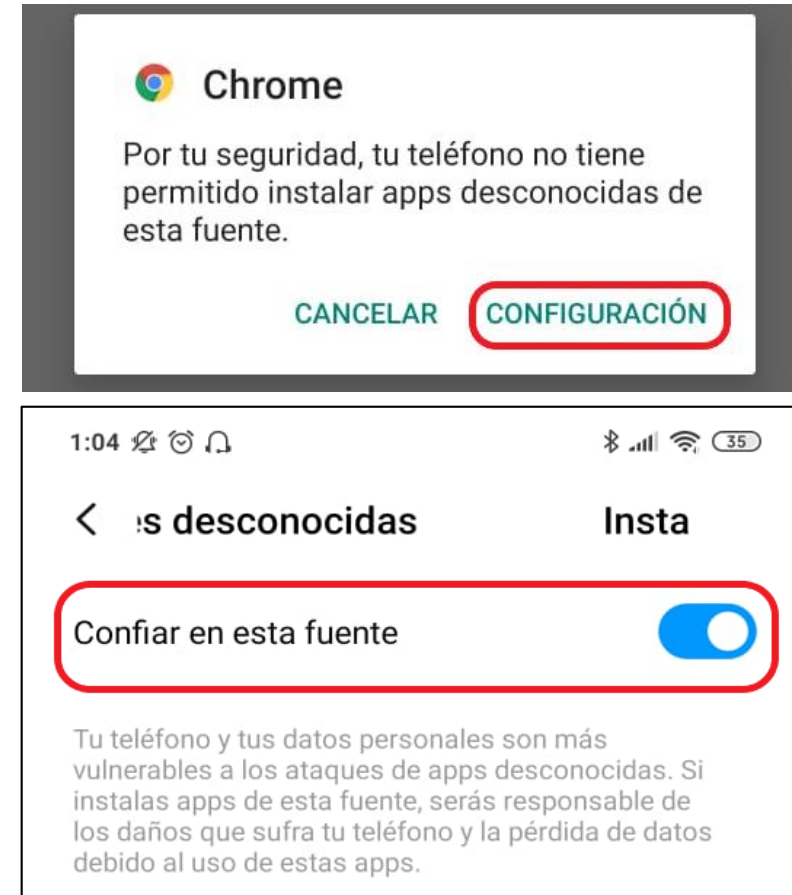 Chrome
Por tu seguridad, tu teléfono no tiene
permitido instalar apps desconocidas de
esta fuente.
CANCELAR CONFIGURACIÓN
1:04 35
s desconocidas Insta
Confiar en esta fuente
Tu teléfono y tus datos personales son más
vulnerables a los ataques de apps desconocidas. Si
instalas apps de esta fuente, serás responsable de
los daños que sufra tu teléfono y la pérdida de datos
debido al uso de estas apps.